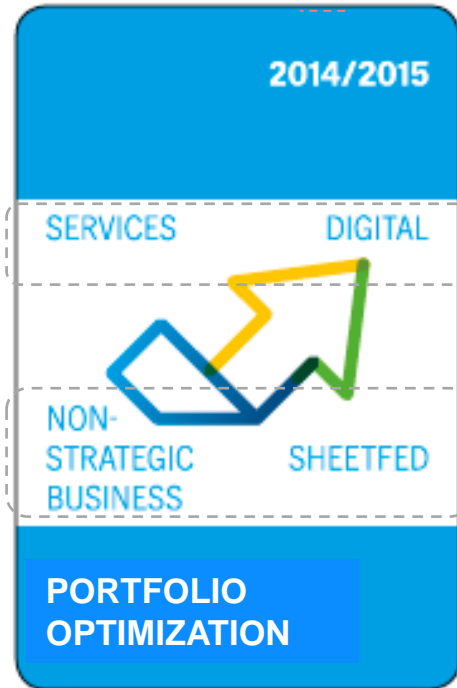 2014/2015
SERVICES DIGITAL
NON-
STRATEGIC SHEETFED
BUSINESS
PORTFOLIO
OPTIMIZATION